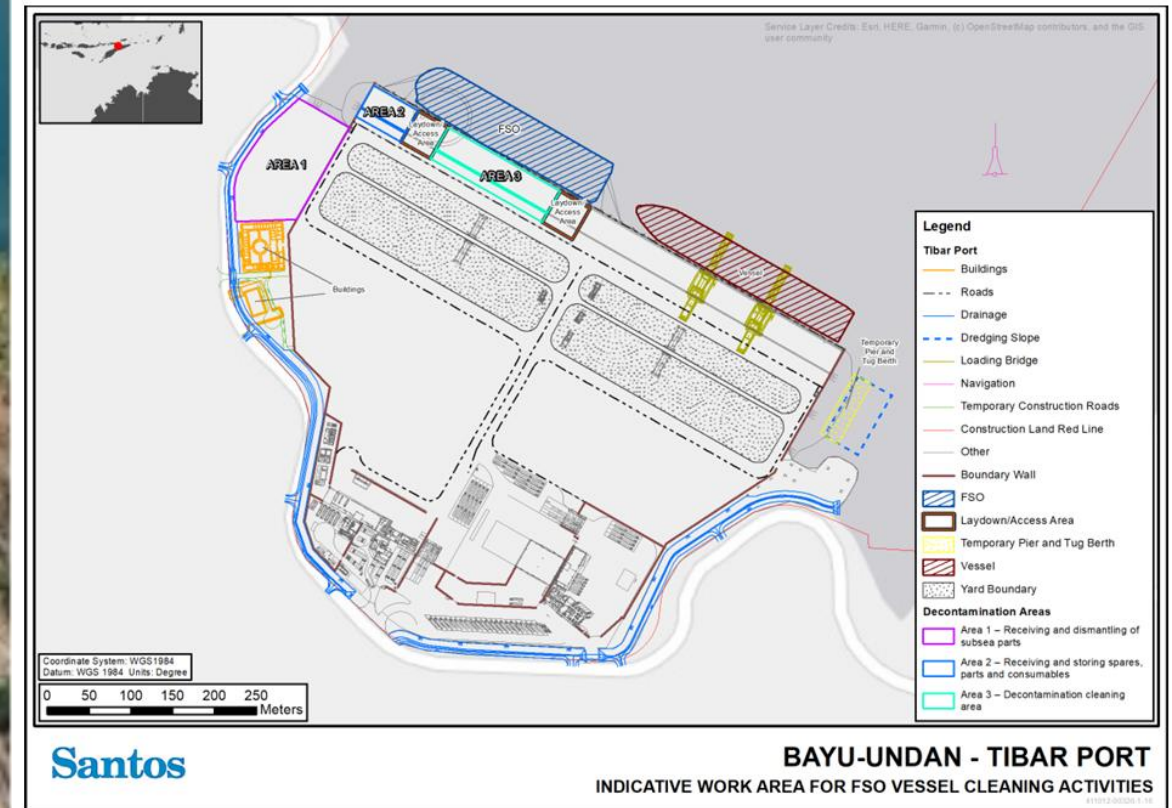 Service Layer Credits: Esri, HERE, Garmin, (c) OpenStreetMap contributors, and the GIS
user community
AREA 2
Laydown/
Access
Area
FSO
AREA 1
AREA 3
Laydown/
Access
Area
Vessel
Buildings
Temporary
Pier and
Tug Berth
Legend
Tibar Port
Buildings
Roads
Drainage
Dredging Slope
Loading Bridge
Navigation
Temporary Construction Roads
Construction Land Red Line
Other
Boundary Wall
FSO
Laydown/Access Area
Temporary Pier and Tug Berth
Vessel
Yard Boundary
Decontamination Areas
Area 1 – Receiving and dismantling of
subsea parts
Area 2 – Receiving and storing spares,
parts and consumables
Area 3 – Decontamination cleaning
area
Coordinate System: WGS1984
Datum: WGS 1984 Units: Degree
0 50 100 150 200 250
Meters
Santos
BAYU-UNDAN - TIBAR PORT
INDICATIVE WORK AREA FOR FSO VESSEL CLEANING ACTIVITIES